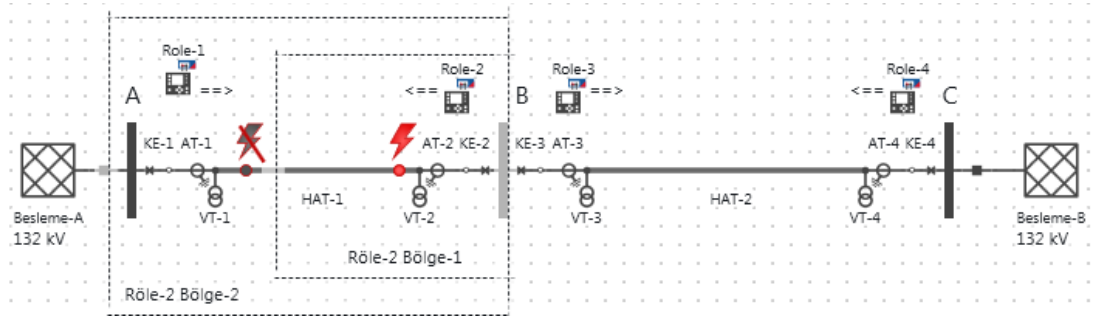 Role-1
Role-2
Role-3
Role-4
==>
<==
==>
<==
A
B
C
KE-1 AT-1
AT-2 KE-2
KE-3 AT-3
AT-4 KE-4
HAT-1
HAT-2
VT-1
VT-2
VT-3
VT-4
Besleme-A
132 kV
Besleme-B
132 kV
Röle-2 Bölge-1
Röle-2 Bölge-2